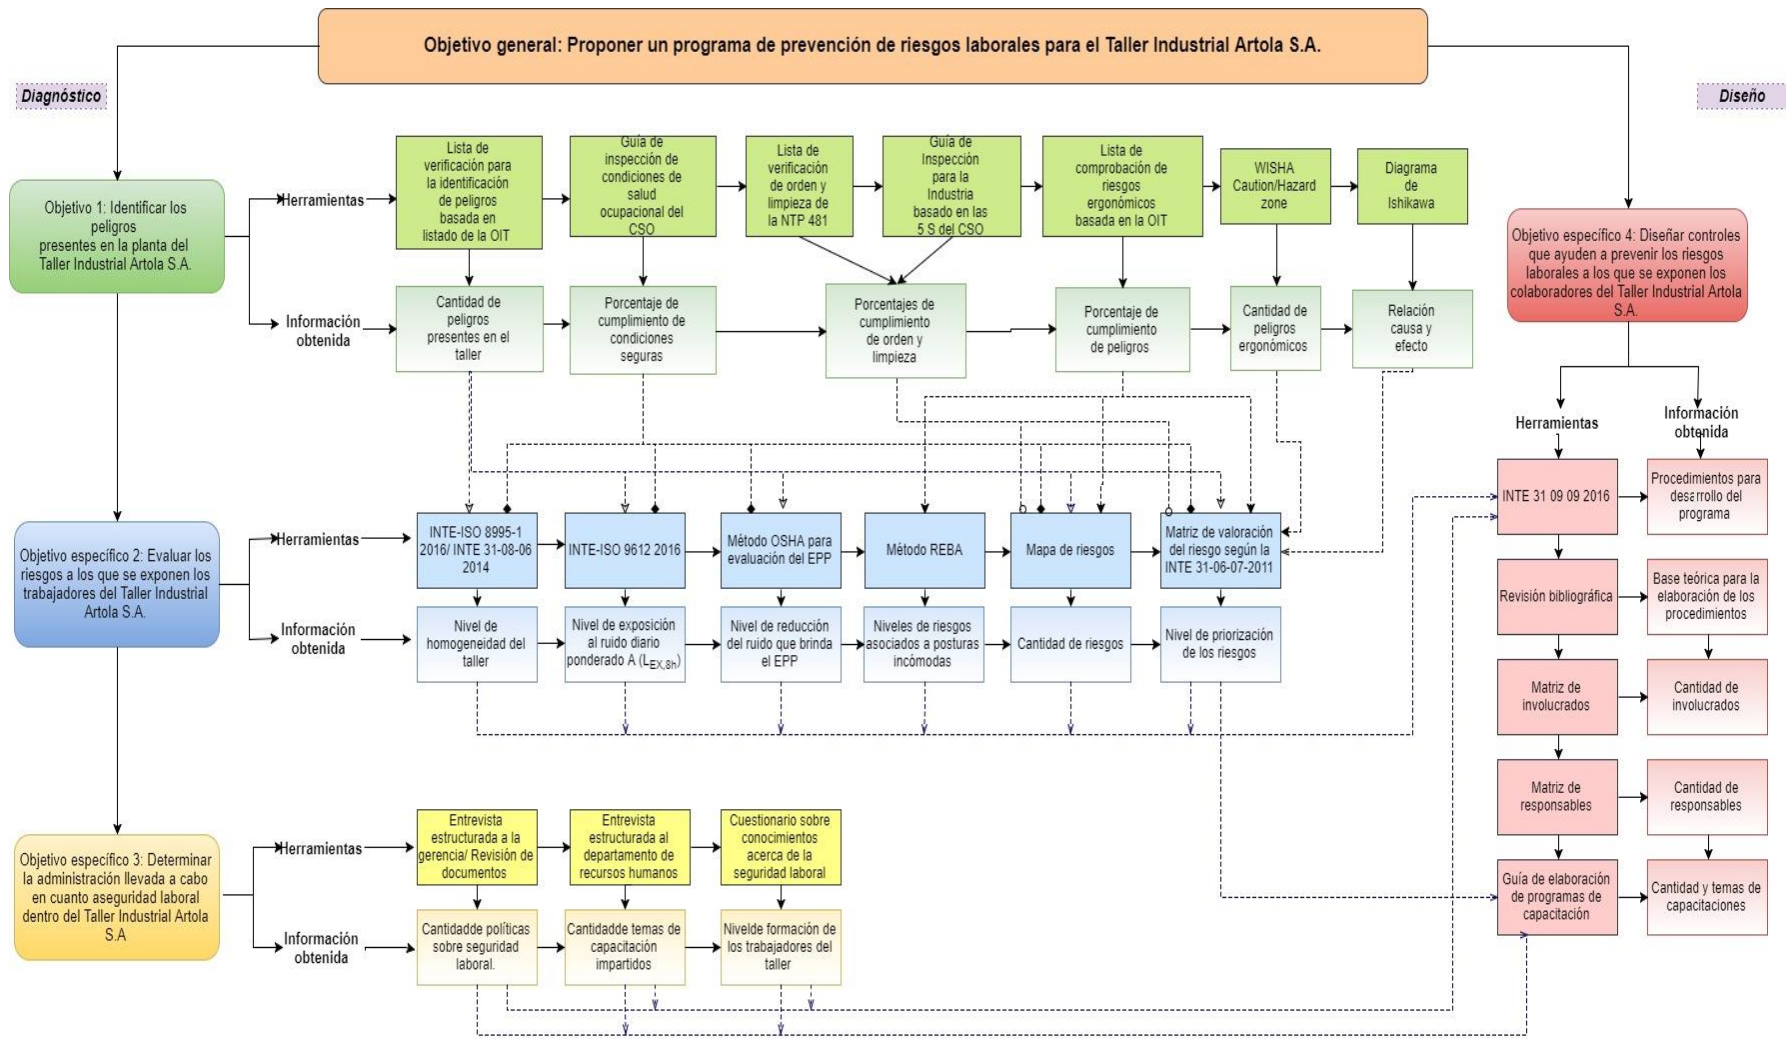 Objetivo general: Proponer un programa de prevención de riesgos laborales para el Taller Industrial Artola S.A.
Diagnóstico
Diseño
Objetivo 1: Identificar los
peligros
presentes en la planta del
Taller Industrial Artola S.A.
Herramientas
Lista de
verificación para
la identificación
de peligros
basada en
listado de la OIT
Guía de
inspección de
condiciones de
salud
ocupacional del
CSO
Lista de
verificación
de orden y
limpieza de
la NTP 481
Guía de
Inspección
para la
Industria
basado en las
5 S del CSO
Lista de
comprobación de
riesgos
ergonómicos
basada en la OIT
WISHA
Caution/Hazard
zone
Diagrama
de
Ishikawa
Información
obtenida
Cantidad de
peligros
presentes en el
taller
Porcentaje de
cumplimiento de
condiciones
seguras
Porcentajes de
cumplimiento
de orden y
limpieza
Porcentaje de
cumplimiento
de peligros
Cantidad de
peligros
ergonómicos
Relación
causa y
efecto
Objetivo específico 2: Evaluar los
riesgos a los que se exponen los
trabajadores del Taller Industrial
Artola S.A.
Herramientas
INTE-ISO 8995-1
2016/ INTE 31-08-06
2014
INTE-ISO 9612 2016
Método OSHA para
evaluación del EPP
Método REBA
Mapa de riesgos
Matriz de valoración
del riesgo según la
INTE 31-06-07-2011
Información
obtenida
Nivel de
homogeneidad del
taller
Nivel de exposición
al ruido diario
ponderado A (LEX,8h)
Nivel de reducción
del ruido que brinda
el EPP
Niveles de riesgos
asociados a posturas
incómodas
Cantidad de riesgos
Nivel de priorización
de los riesgos
Objetivo específico 3: Determinar
la administración llevada a cabo
en cuanto aseguridad laboral
dentro del Taller Industrial Artola
S.A
Herramientas
Entrevista
estructurada a la
gerencia/ Revisión de
documentos
Entrevista
estructurada al
departamento de
recursos humanos
Cuestionario sobre
conocimientos
acerca de la
seguridad laboral
Información
obtenida
Cantidadde políticas
sobre seguridad
laboral.
Cantidadde temas de
capacitación
impartidos
Nivelde formación de
los trabajadores del
taller
Objetivo específico 4: Diseñar controles
que ayuden a prevenir los riesgos
laborales a los que se exponen los
colaboradores del Taller Industrial Artola
S.A.
Herramientas
Información
obtenida
INTE 31 09 09 2016
Procedimientos para
desarrollo del
programa
Revisión bibliográfica
Base teórica para la
elaboración de los
procedimientos
Matriz de
involucrados
Cantidad de
involucrados
Matriz de
responsables
Cantidad de
responsables
Guía de elaboración
de programas de
capacitación
Cantidad y temas de
capacitaciones